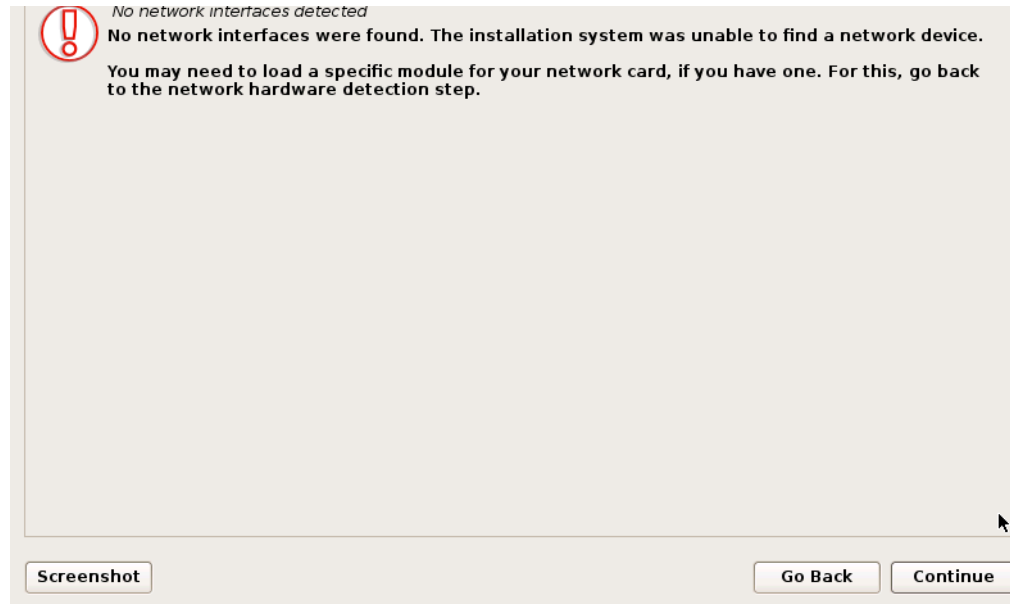 No network interfaces detected
No network interfaces were found. The installation system was unable to find a network device.
You may need to load a specific module for your network card, if you have one. For this, go back
to the network hardware detection step.
Screenshot
Go Back
Continue